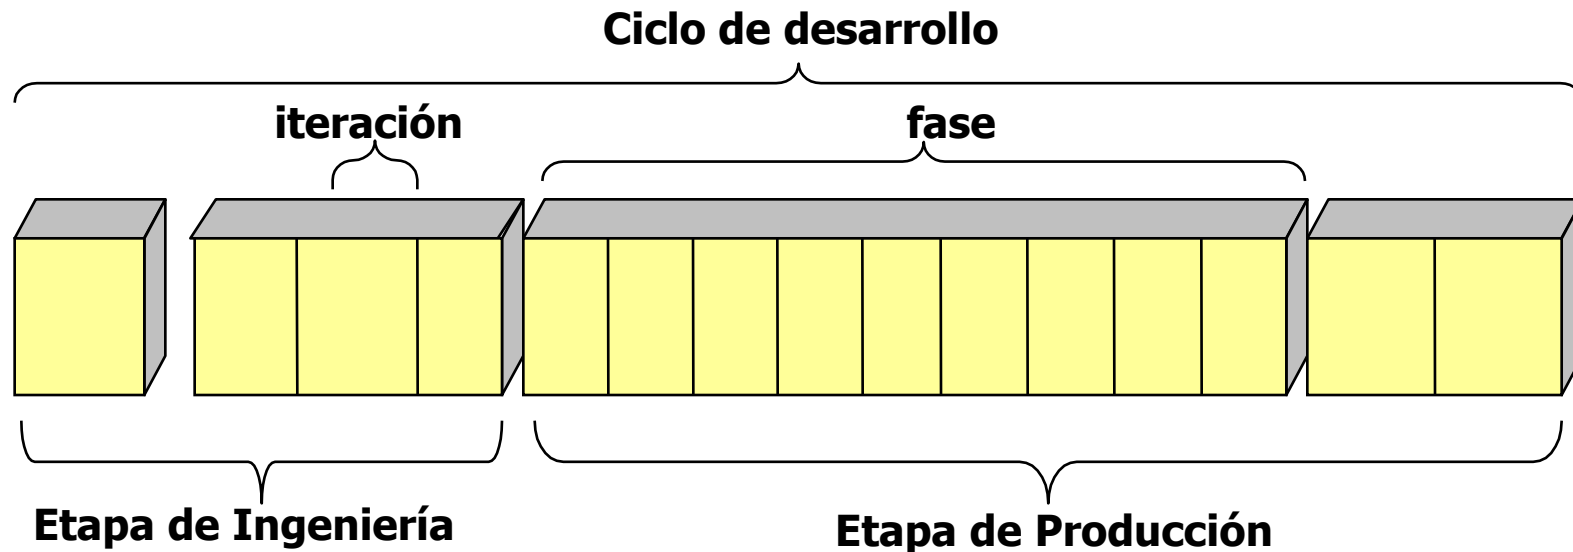 Ciclo de desarrollo
iteración
fase
Etapa de Ingeniería
Etapa de Producción